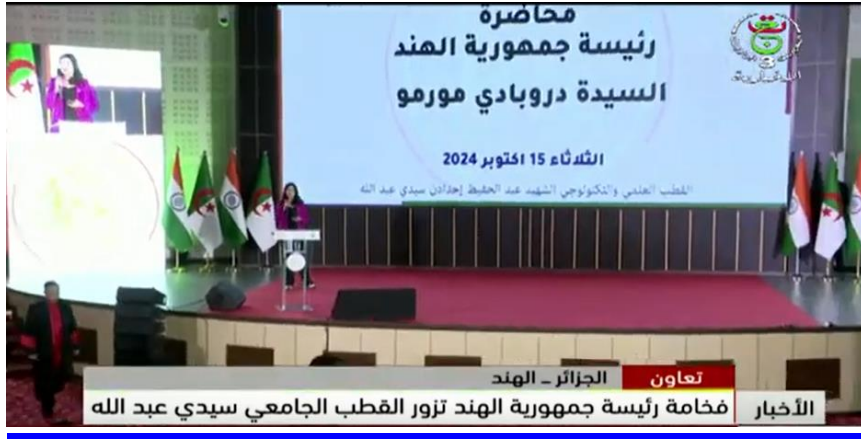 محاضرة
رئيسة جمهورية الهند
السيدة دروبادي مورمو
الثلاثاء 15 اكتوبر 2024
القطب العلمي والتكنولوجي الشهيد عبد الحفيظ إحدادن سيدي عبد الله
3
تعاون
الجزائر - الهند
الأخبار
فخامة رئيسة جمهورية الهند تزور القطب الجامعي سيدي عبد الله